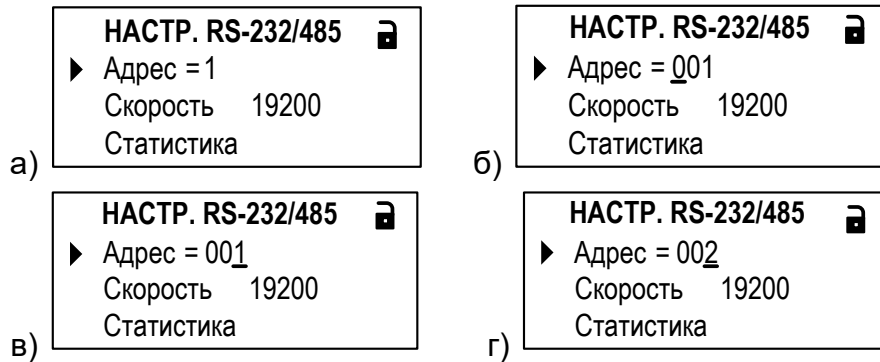 НАСТР. RS-232/485
Адрес = 1
Скорость 19200
Статистика
а)
НАСТР. RS-232/485
Адрес = 001
Скорость 19200
Статистика
б)
НАСТР. RS-232/485
Адрес = 001
Скорость 19200
Статистика
в)
НАСТР. RS-232/485
Адрес = 002
Скорость 19200
Статистика
г)